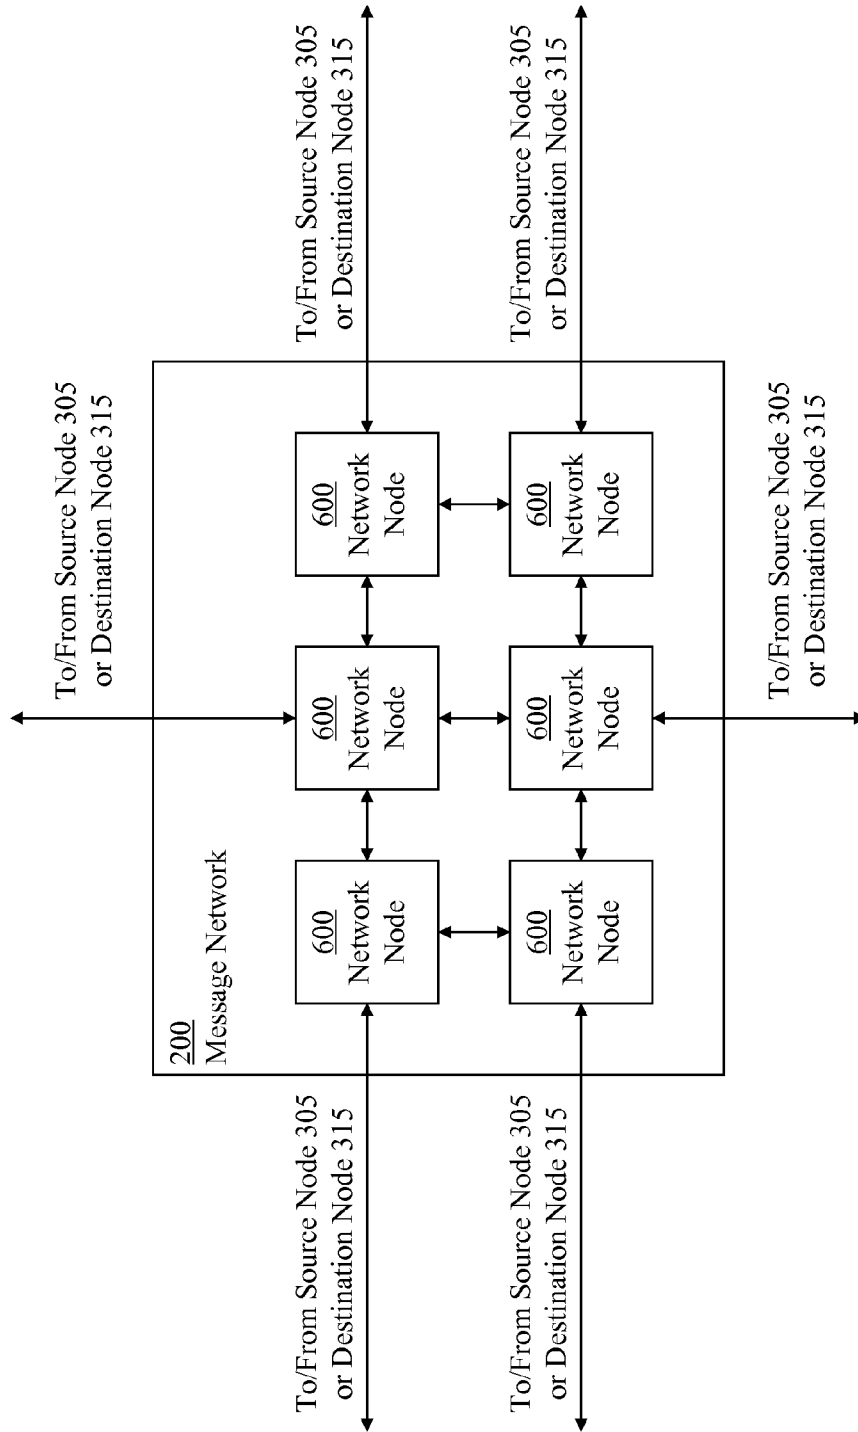 To/From Source Node 305
or Destination Node 315
200
Message Network
To/From Source Node 305
or Destination Node 315
600
Network
Node
600
Network
Node
600
Network
Node
To/From Source Node 305
or Destination Node 315
To/From Source Node 305
or Destination Node 315
600
Network
Node
600
Network
Node
600
Network
Node
To/From Source Node 305
or Destination Node 315
To/From Source Node 305
or Destination Node 315